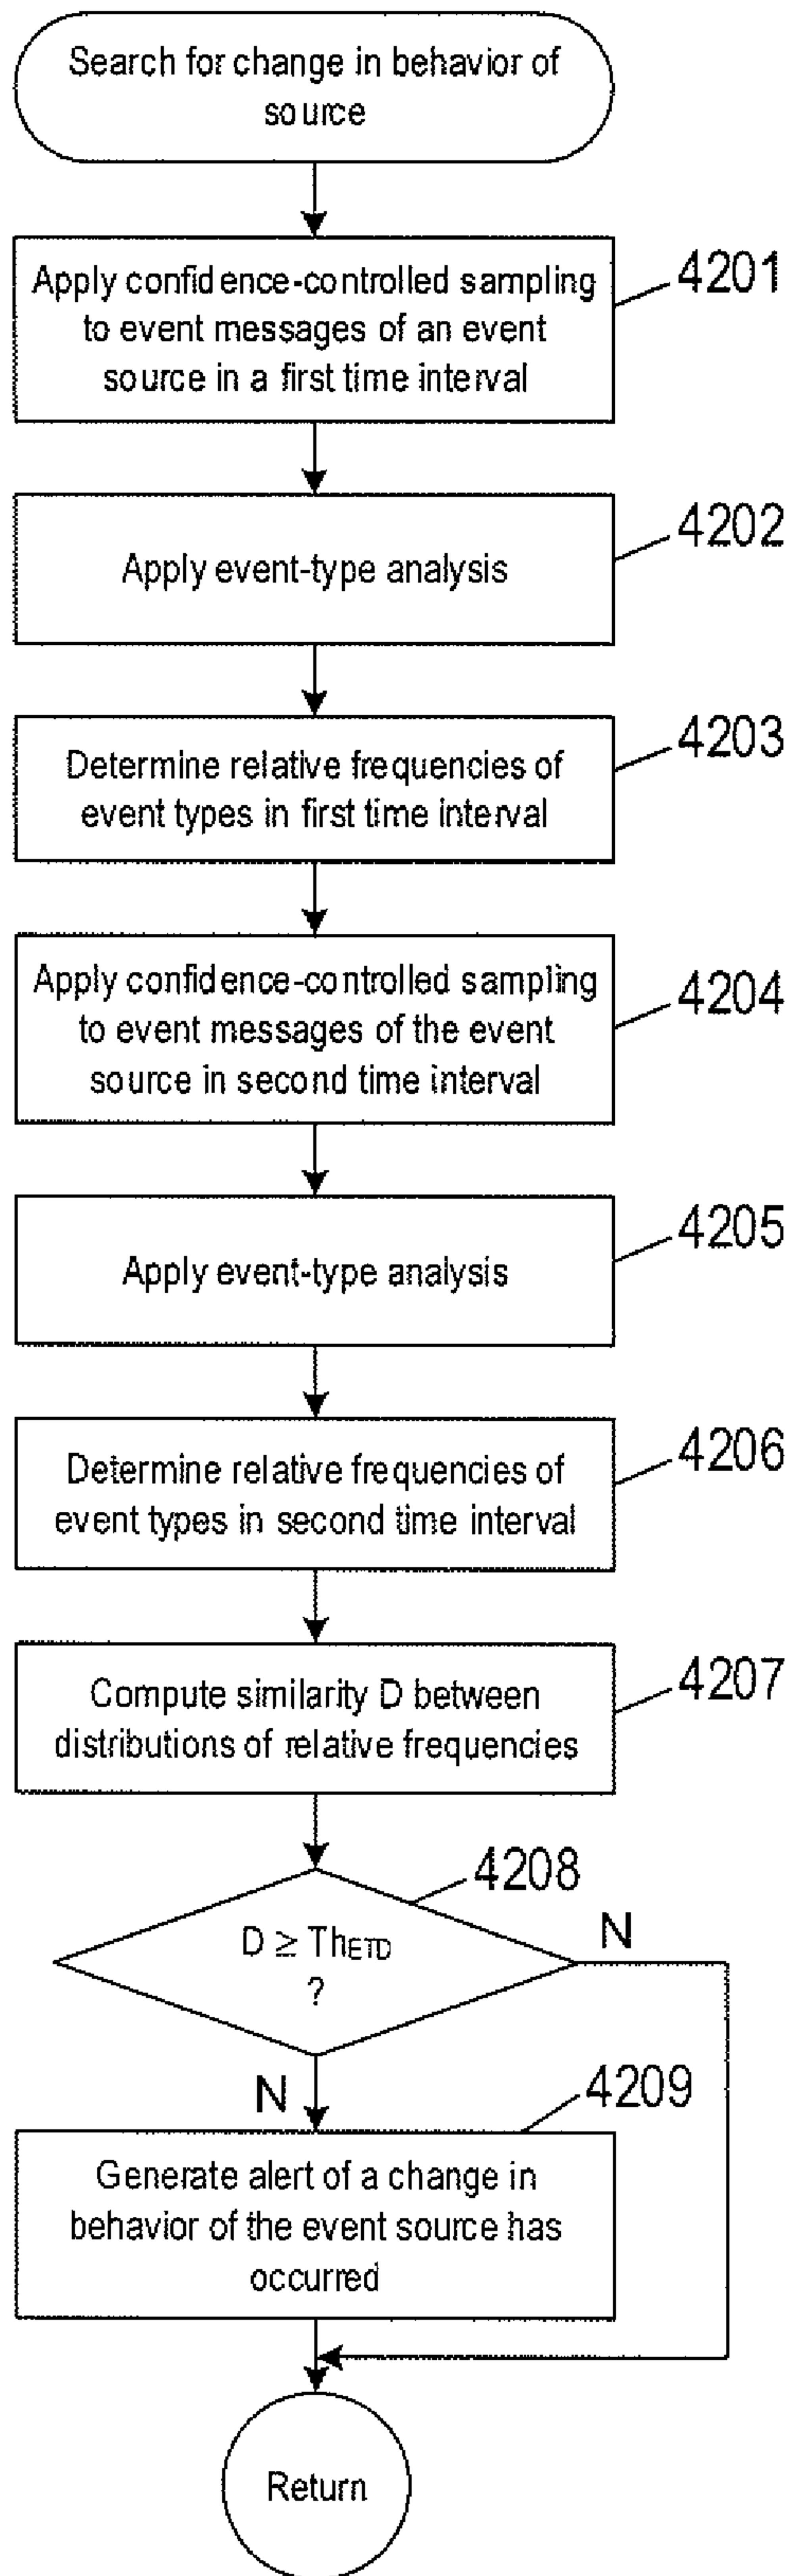 Search for change in behavior of
source
Apply confidence-controlled sampling
to event messages of an event
source in a first time interval
4201
Apply event-type analysis
4202
Determine relative frequencies of
event types in first time interval
4203
Apply confidence-controlled sampling
to event messages of the event
source in second time interval
4204
Apply event-type analysis
4205
Determine relative frequencies of
event types in second time interval
4206
Compute similarity D between
distributions of relative frequencies
4207
4208
D ≥ ThETD
?
N
N
4209
Generate alert of a change in
behavior of the event source has
occurred
Return